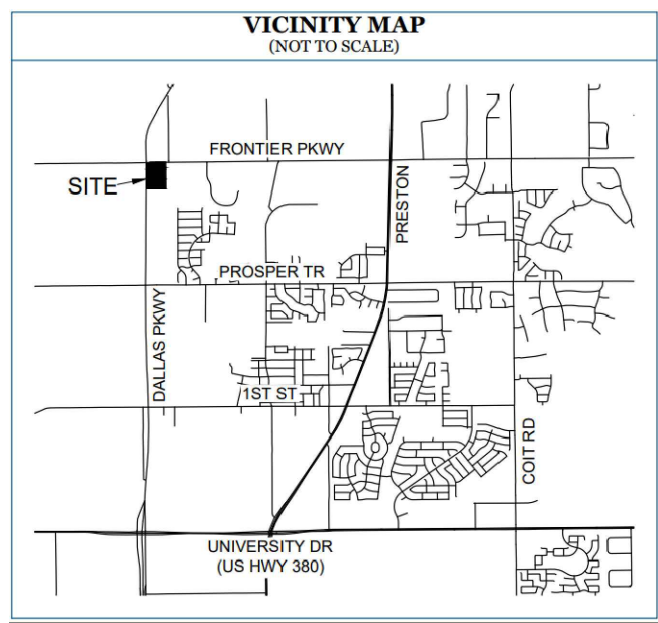 VICINITY MAP
(NOT TO SCALE)
FRONTIER PKWY
SITE
PRESTON
PROSPER TR
DALLAS PKWY
1ST ST
COIT RD
UNIVERSITY DR
(US HWY 380)